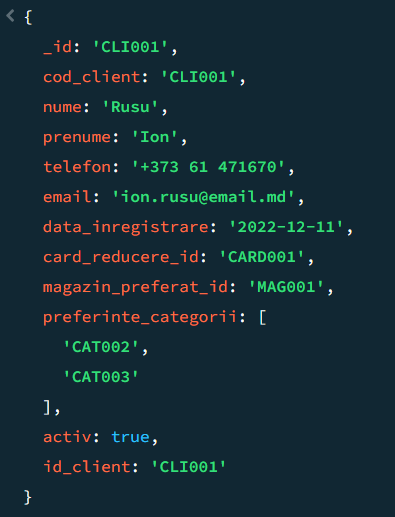 {
_id: 'CLI001',
cod_client: 'CLI001',
nume: 'Rusu',
prenume: 'Ion',
telefon: '+373 61 471670',
email: 'ion.rusu@email.md',
data_inregistrare: '2022-12-11',
card_reducere_id: 'CARD001',
magazin_preferat_id: 'MAG001',
preferinte_categorii: [
'CAT002',
'CAT003'
],
activ: true,
id_client: 'CLI001'
}